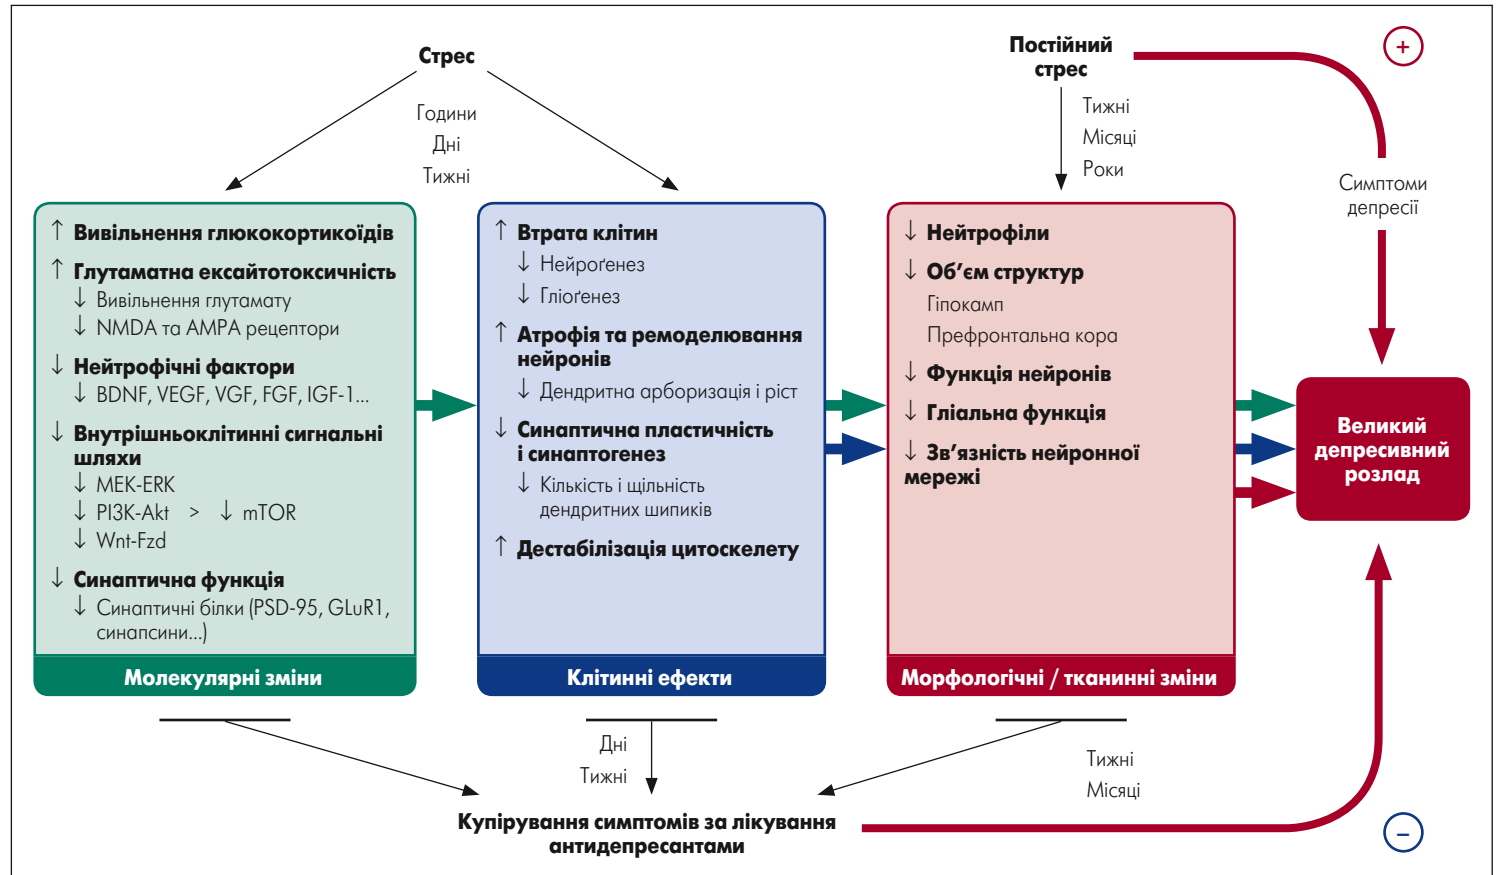 Стрес
Години
Дні
Тижні
Постійний
стрес
Тижні
Місяці
Роки
+
Симптоми
депресії
↑ Вивільнення глюкокортикоїдів
↑ Глутаматна ексайтотоксичність
↓ Вивільнення глутамату
↓ NMDA та AMPA рецептори
↓ Нейтрофічні фактори
↓ BDNF, VEGF, VGF, FGF, IGF-1...
↓ Внутрішньоклітинні сигнальні
шляхи
↓ MEK-ERK
↓ PI3K-Akt > ↓ mTOR
↓ Wnt-Fzd
↓ Синаптична функція
↓ Синаптичні білки (PSD-95, GLuR1,
синапсини...)
Молекулярні зміни
↑ Втрата клітин
↓ Нейроґенез
↓ Гліоґенез
↑ Атрофія та ремоделювання
нейронів
↓ Дендритна арборизація і ріст
↓ Синаптична пластичність
і синаптогенез
↓ Кількість і щільність
дендритних шипиків
↑ Дестабілізація цитоскелету
Клітинні ефекти
↓ Нейтрофіли
↓ Об’єм структур
Гіпокамп
Префронтальна кора
↓ Функція нейронів
↓ Гліальна функція
↓ Зв’язність нейронної
мережі
Морфологічні / тканинні зміни
Великий
депресивний
розлад
Дні
Тижні
Тижні
Місяці
Купірування симптомів за лікування
антидепресантами
–